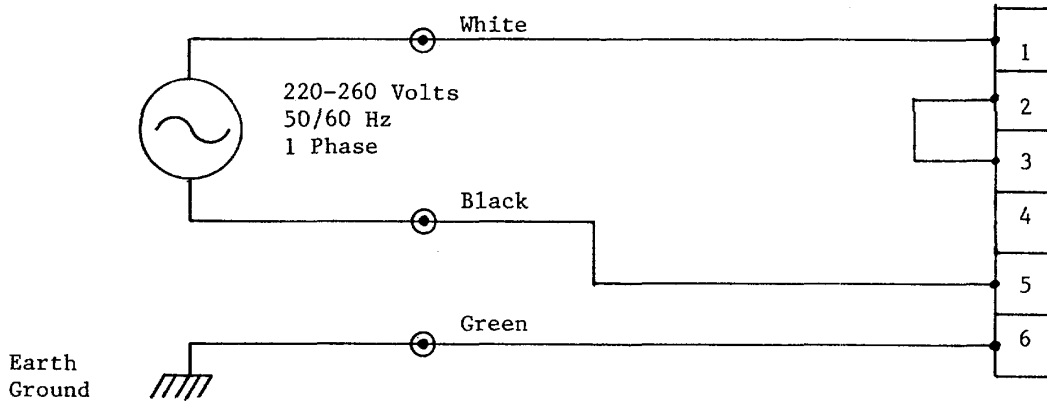 White
1
220-260 Volts
50/60 Hz
1 Phase
2
3
Black
4
5
Green
6
Earth
Ground